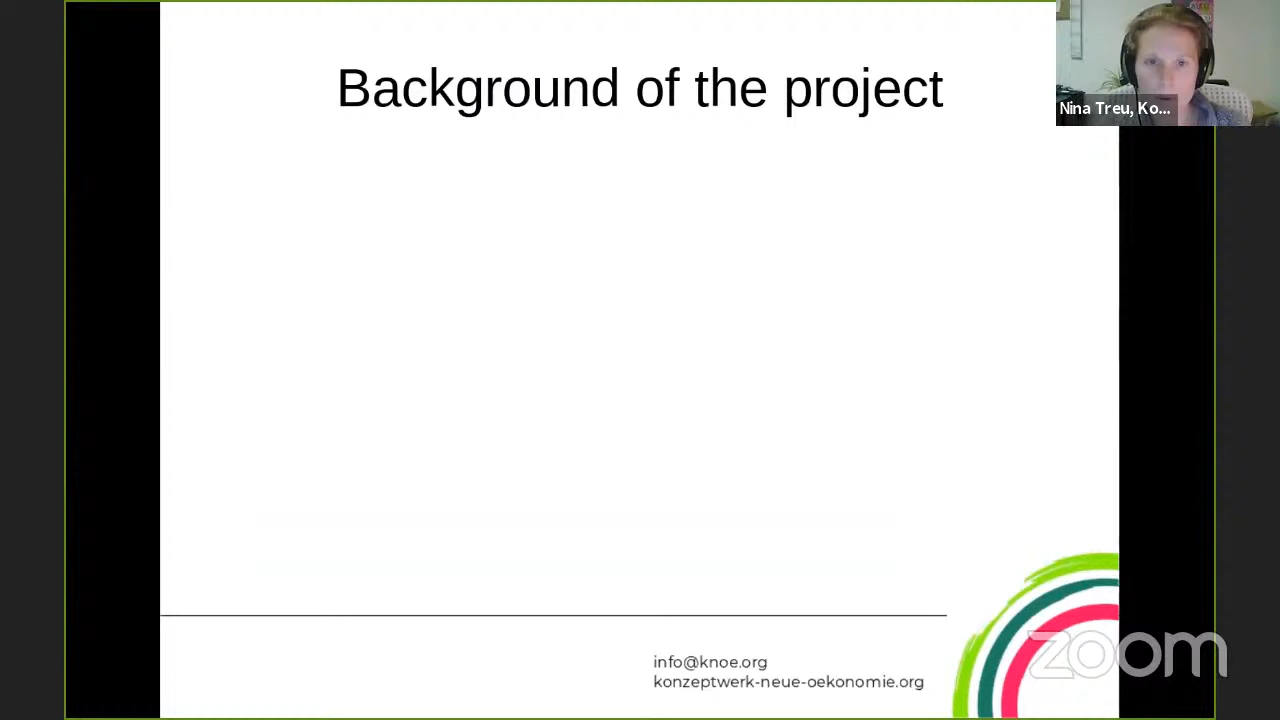 Background of the project
Nina Treu, Ko...
info@knoe.org
konzeptwerk-neue-oekonomie.org
zoom